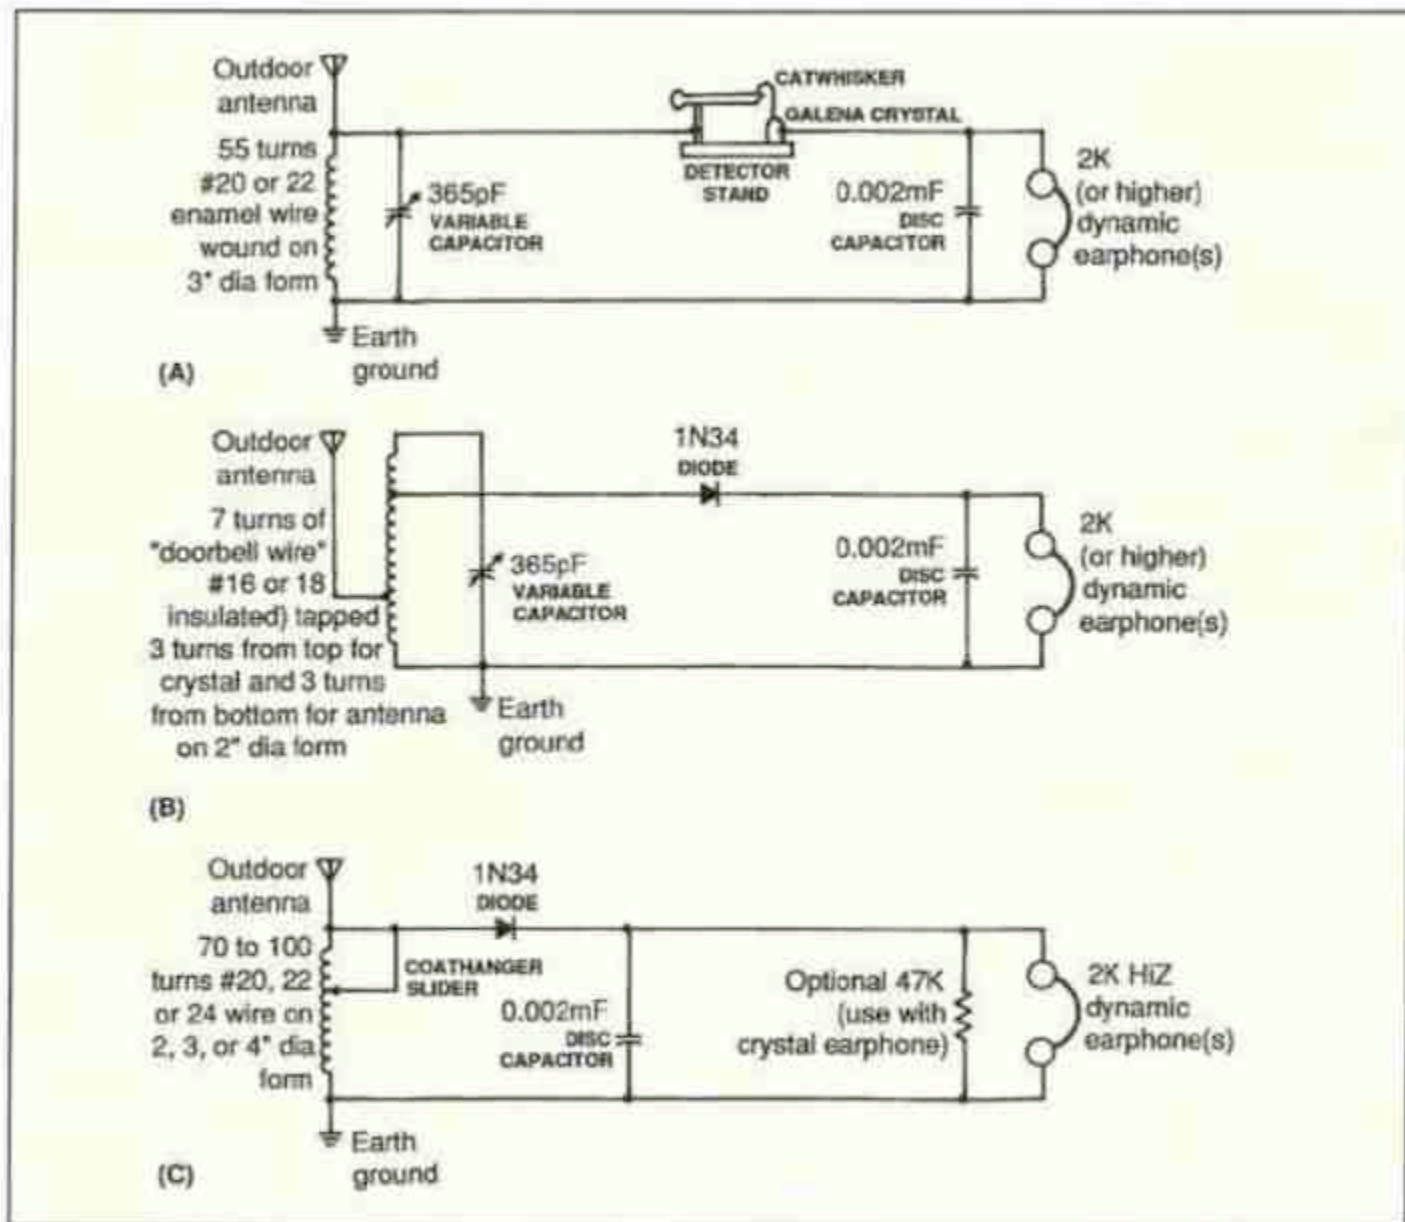 Outdoor
antenna
55 turns
#20 or 22
enamel wire
wound on
3" dia form
365pF
VARIABLE
CAPACITOR
CATWHISKER
GALENA CRYSTAL
DETECTOR
STAND
0.002mF
DISC
CAPACITOR
2K
(or higher)
dynamic
earphone(s)
Earth
ground
(A)
Outdoor
antenna
7 turns of
"doorbell wire"
#16 or 18
insulated) tapped
3 turns from top for
crystal and 3 turns
from bottom for antenna
on 2" dia form
1N34
DIODE
365pF
VARIABLE
CAPACITOR
0.002mF
DISC
CAPACITOR
2K
(or higher)
dynamic
earphone(s)
Earth
ground
(B)
Outdoor
antenna
70 to 100
turns #20, 22
or 24 wire on
2, 3, or 4" dia
form
1N34
DIODE
COATHANGER
SLIDER
0.002mF
DISC
CAPACITOR
Optional 47K
(use with
crystal earphone)
2K HiZ
dynamic
earphone(s)
Earth
ground
(C)